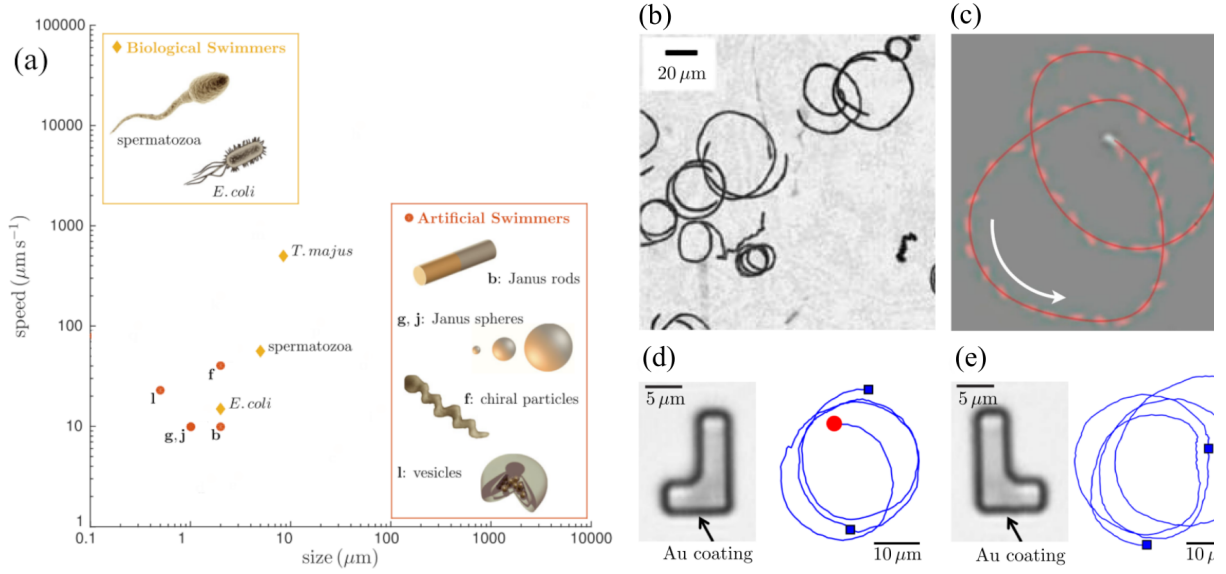 (a)
100000
10000
1000
100
10
1
speed (μm s⁻¹)
0.1
1
10
100
1000
10000
size (μm)
Biological Swimmers
spermatozoa
E. coli
T. majus
spermatozoa
E. coli
f
l
g, j
b
Artificial Swimmers
b: Janus rods
g, j: Janus spheres
f: chiral particles
l: vesicles
(b)
20 μm
(c)
(d)
5 μm
Au coating
10 μm
(e)
5 μm
Au coating